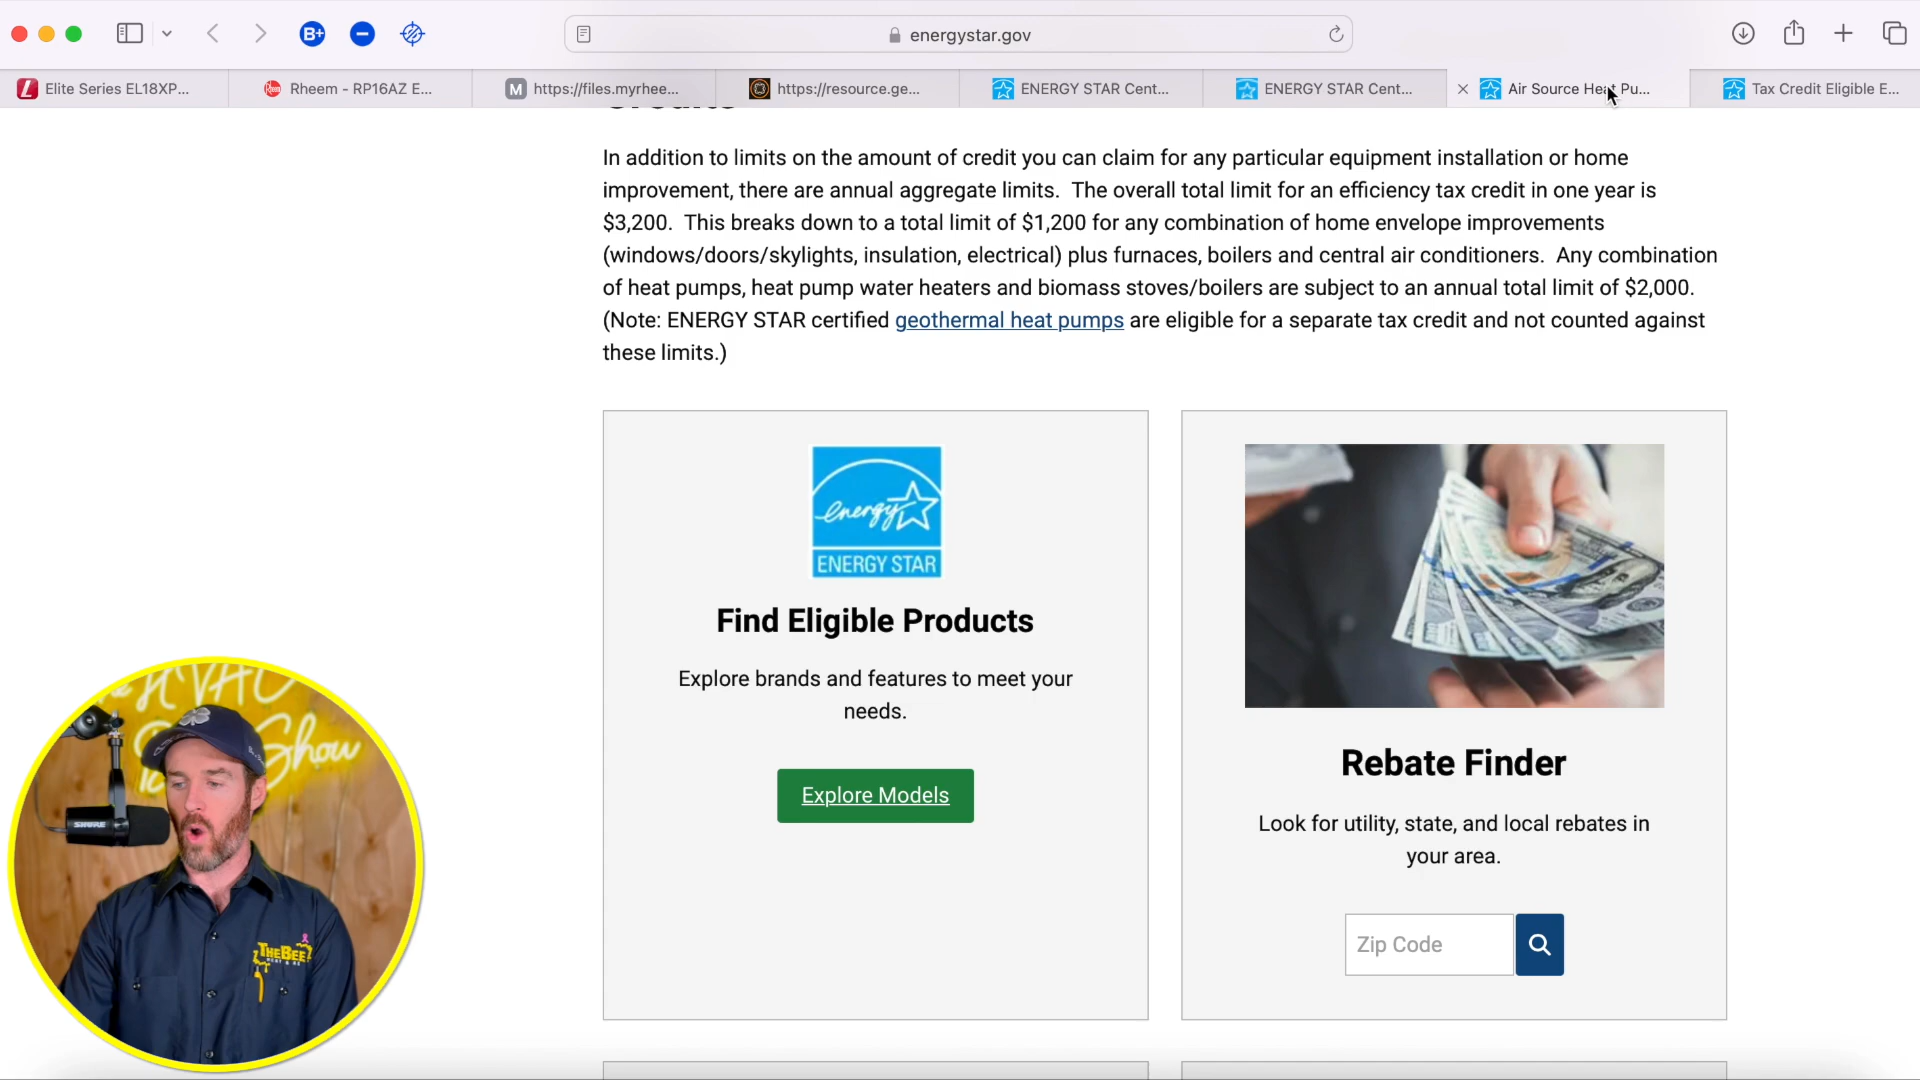 B+
energystar.gov
Elite Series EL18XP...
Rheem - RP16AZ E...
M https://files.myrhee...
https://resource.ge...
ENERGY STAR Cent...
ENERGY STAR Cent...
Air Source Heat Pu...
Tax Credit Eligible E...
In addition to limits on the amount of credit you can claim for any particular equipment installation or home
improvement, there are annual aggregate limits. The overall total limit for an efficiency tax credit in one year is
$3,200. This breaks down to a total limit of $1,200 for any combination of home envelope improvements
(windows/doors/skylights, insulation, electrical) plus furnaces, boilers and central air conditioners. Any combination
of heat pumps, heat pump water heaters and biomass stoves/boilers are subject to an annual total limit of $2,000.
(Note: ENERGY STAR certified geothermal heat pumps are eligible for a separate tax credit and not counted against
these limits.)
energy
ENERGY STAR
Find Eligible Products
Explore brands and features to meet your
needs.
Explore Models
Rebate Finder
Look for utility, state, and local rebates in
your area.
Zip Code
HVAC
Show
SHURE
THEBEE
HEAT & AC